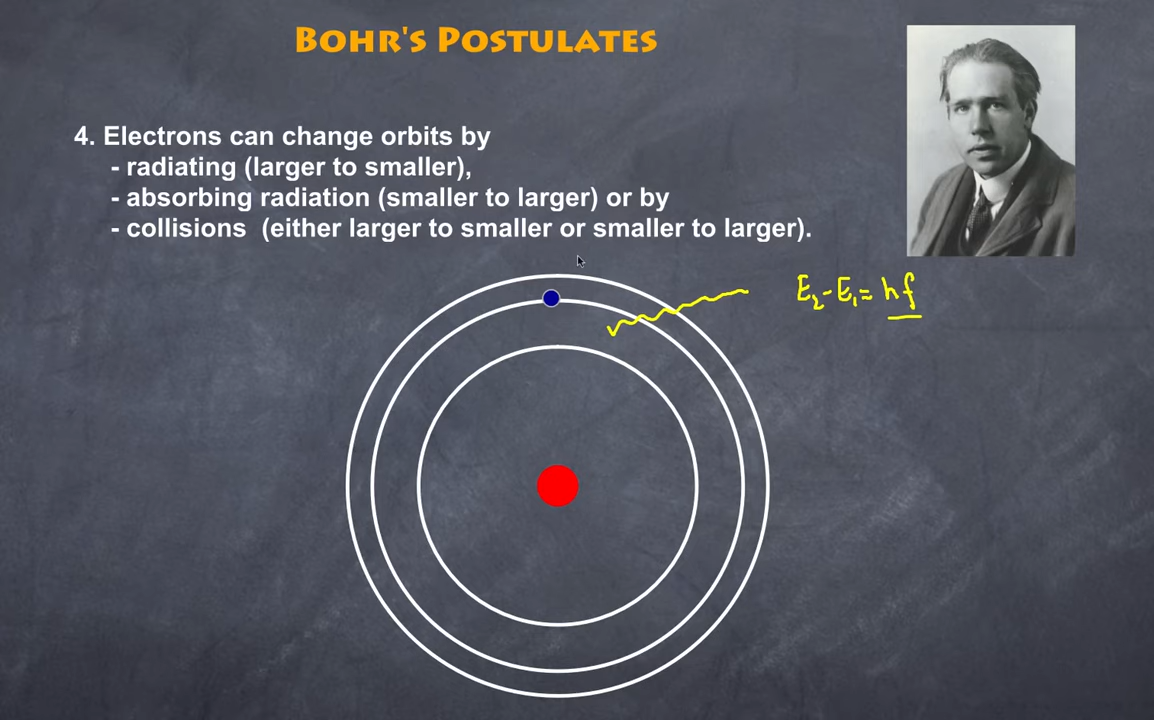 BOHR'S POSTULATES
4. Electrons can change orbits by
- radiating (larger to smaller),
- absorbing radiation (smaller to larger) or by
- collisions (either larger to smaller or smaller to larger).
E₂-E₁= hf